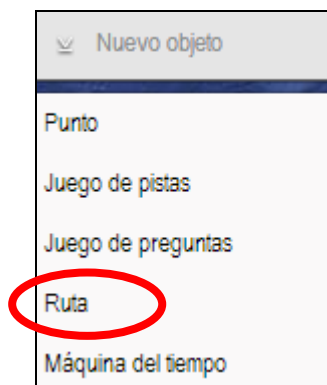 Nuevo objeto
Punto
Juego de pistas
Juego de preguntas
Ruta
Máquina del tiempo